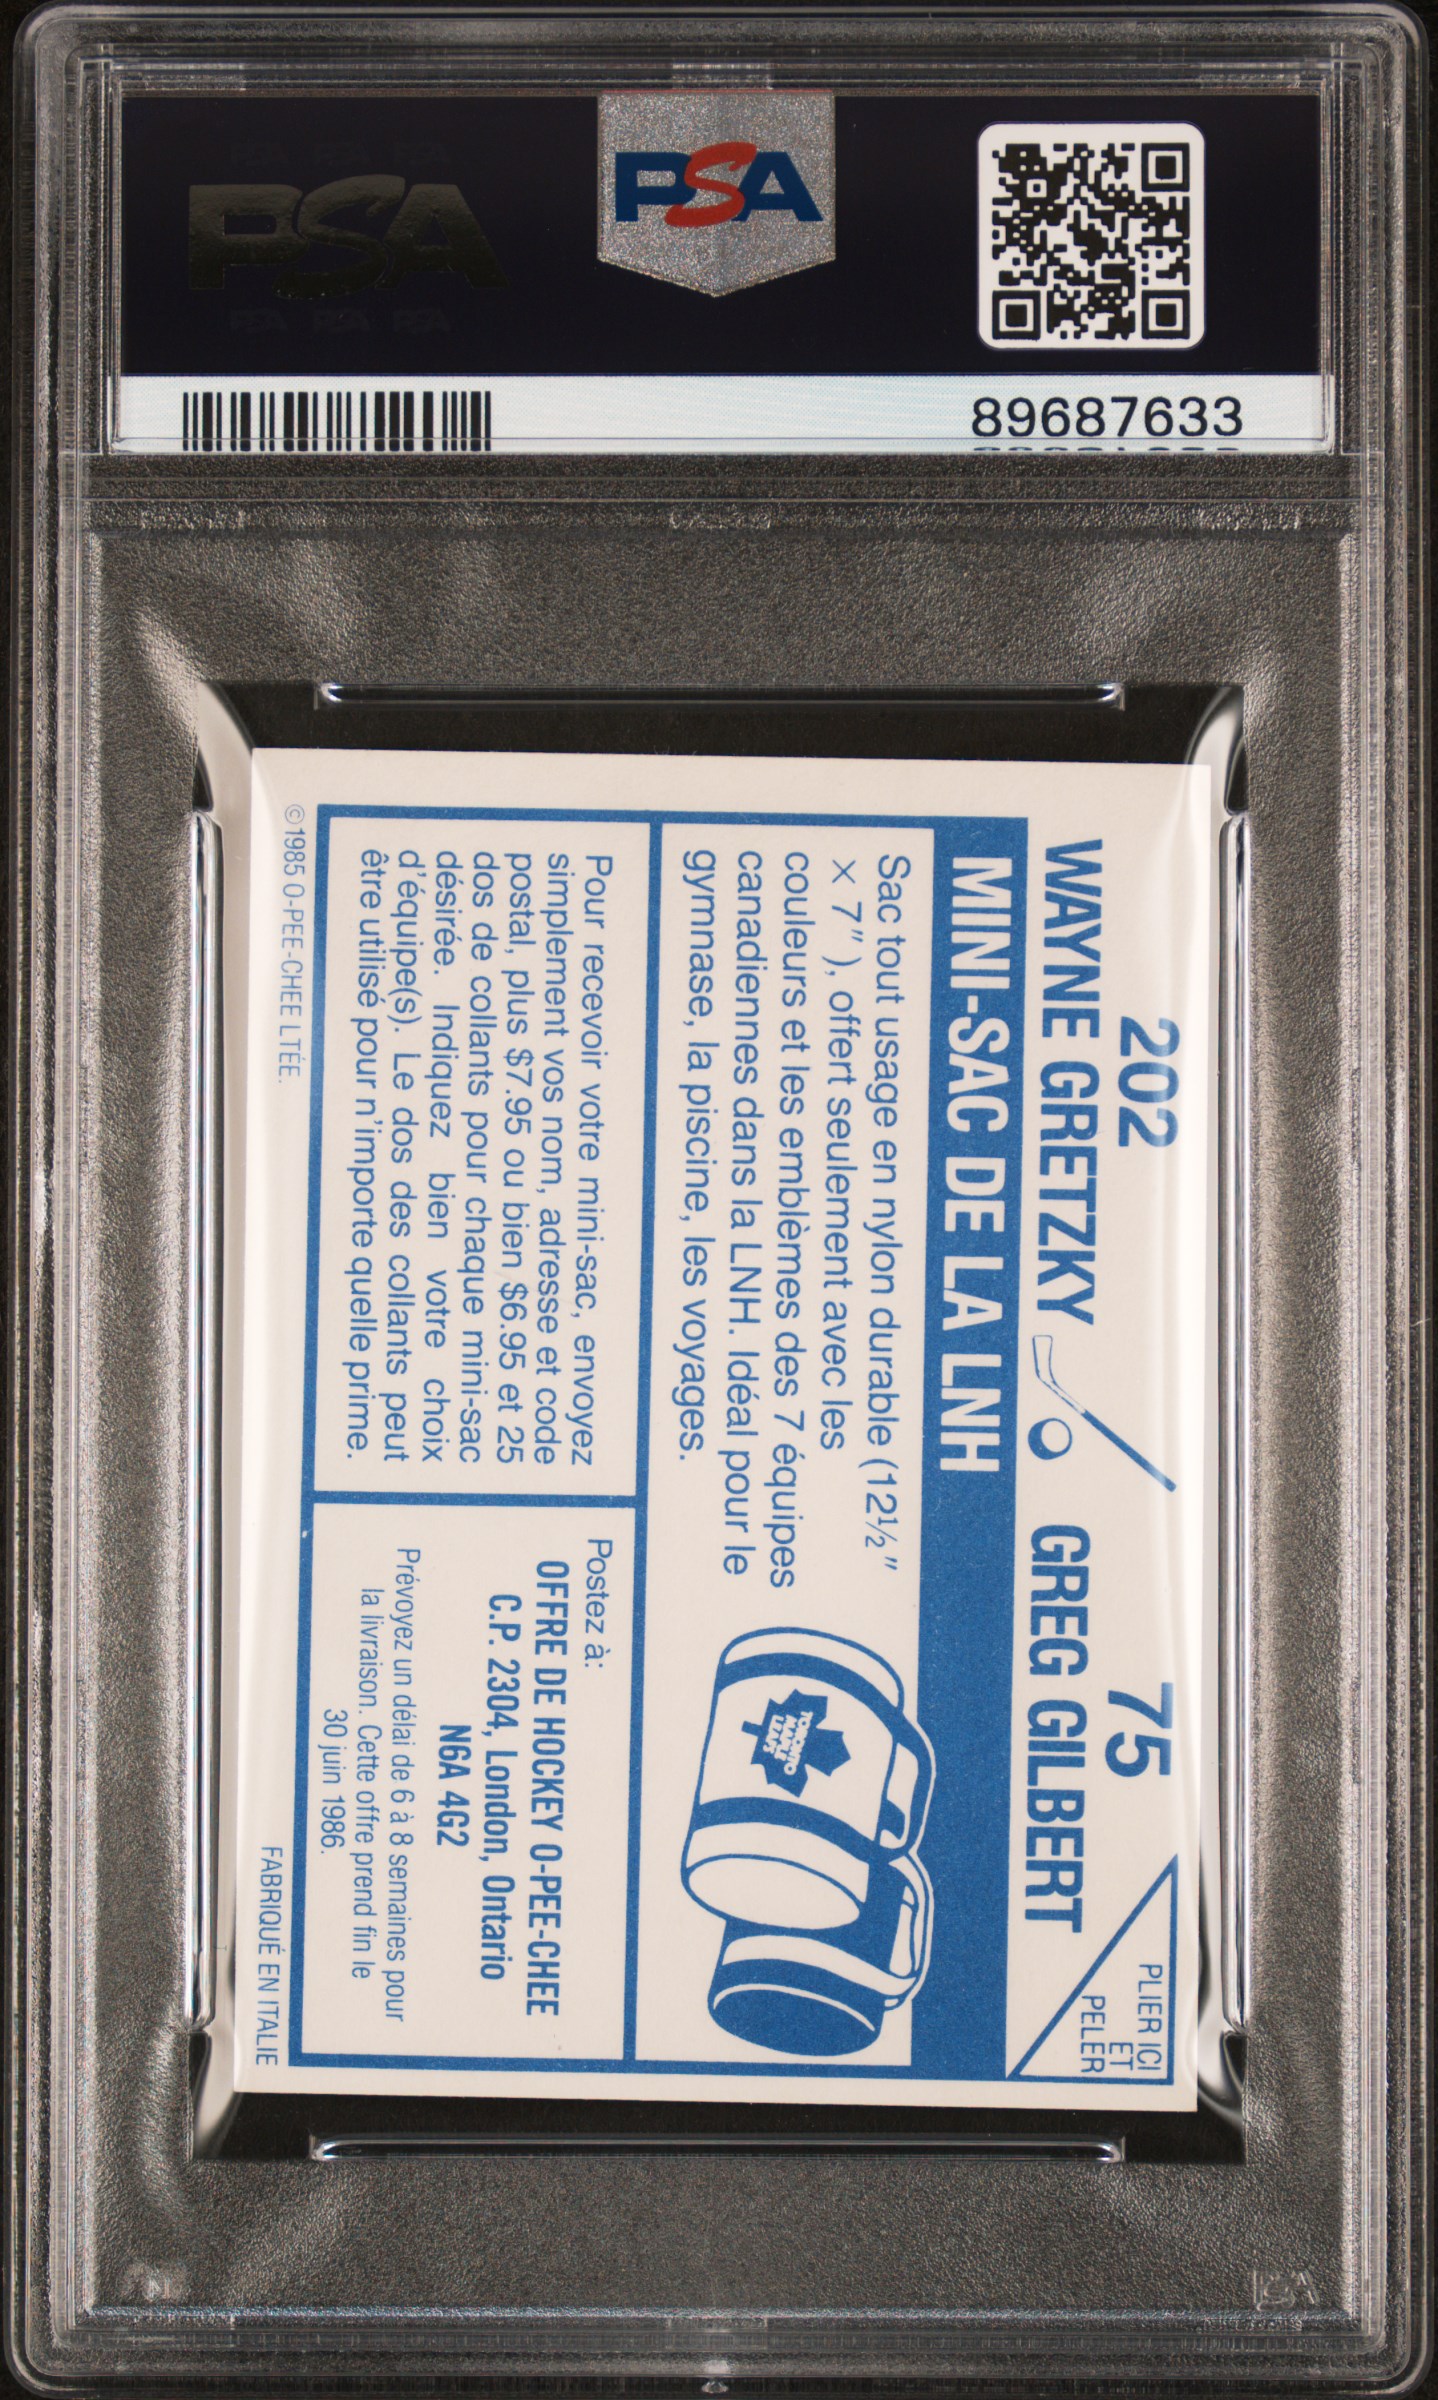 PSA
PSA
89687633
202
75
WAYNE GRETZKY
GREG GILBERT
PLIER ICI
ET
PELER
MINI-SAC DE LA LNH
Sac tout usage en nylon durable (12½"
× 7"), offert seulement avec les
couleurs et les emblèmes des 7 équipes
canadiennes dans la LNH. Idéal pour le
gymnase, la piscine, les voyages.
TORONTO
MAPLE
LEAFS
Pour recevoir votre mini-sac, envoyez
simplement vos nom, adresse et code
postal, plus $7.95 ou bien $6.95 et 25
dos de collants pour chaque mini-sac
désirée. Indiquez bien votre choix
d'équipe(s). Le dos des collants peut
être utilisé pour n'importe quelle prime.
Postez à:
OFFRE DE HOCKEY O-PEE-CHEE
C.P. 2304, London, Ontario
N6A 4G2
Prévoyez un délai de 6 à 8 semaines pour
la livraison. Cette offre prend fin le
30 juin 1986.
©1985 O-PEE-CHEE LTÉE.
FABRIQUÉ EN ITALIE
PSA